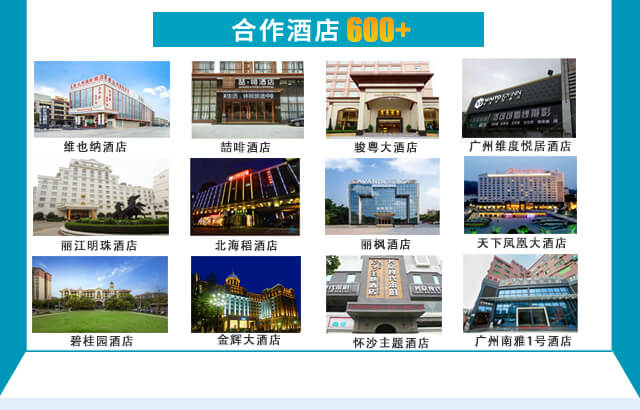 合作酒店 600+
维也纳酒店
喆啡酒店
骏粤大酒店
广州维度悦居酒店
丽江明珠酒店
北海稻酒店
丽枫酒店
天下凤凰大酒店
碧桂园酒店
金辉大酒店
怀沙主题酒店
广州南雅1号酒店